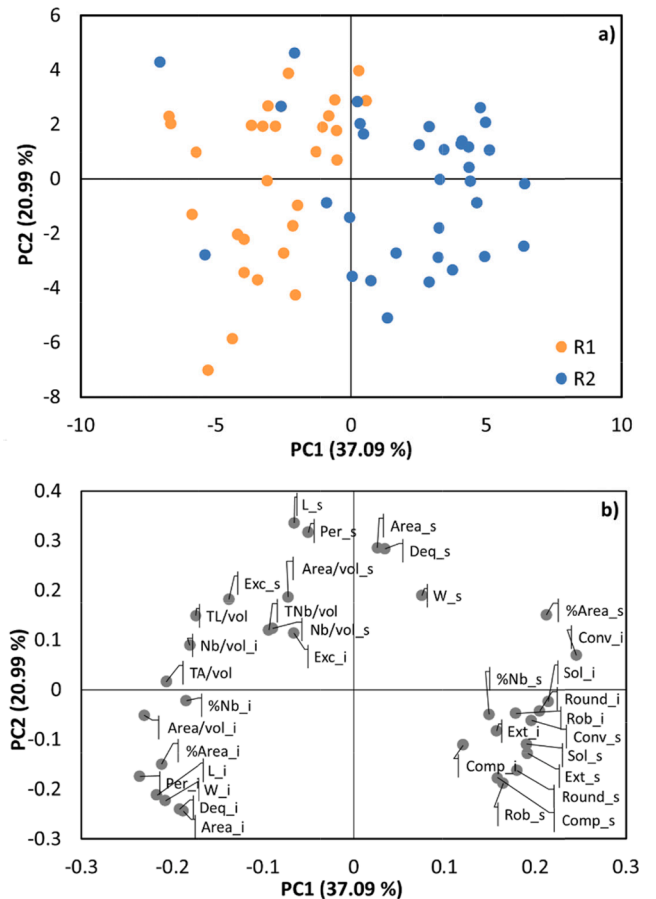 6
a)
4
2
0
PC2 (20.99 %)
-2
-4
-6
R1
R2
-8
-10 -5 0 5 10
PC1 (37.09 %)
0.4
b)
L_s
Per_s
Area_s
Deq_s
0.3
Area/vol_s
Exc_s
W_s
0.2
TL/vol
TNb/vol
%Area_s
Nb/vol_s
Conv_i
0.1
Nb/vol_i
Exc_i
TA/vol
%Nb_s
Sol_i
PC2 (20.99 %)
0
%Nb_i
Round_i
Area/vol_i
Rob_i
Ext_i
Conv_s
-0.1
%Area_i
Sol_s
L_i
Comp_i
Ext_s
Per_i
W_i
Round_s
-0.2
Deq_i
Rob_s
Comp_s
Area_i
-0.3
-0.3 -0.2 -0.1 0 0.1 0.2 0.3
PC1 (37.09 %)